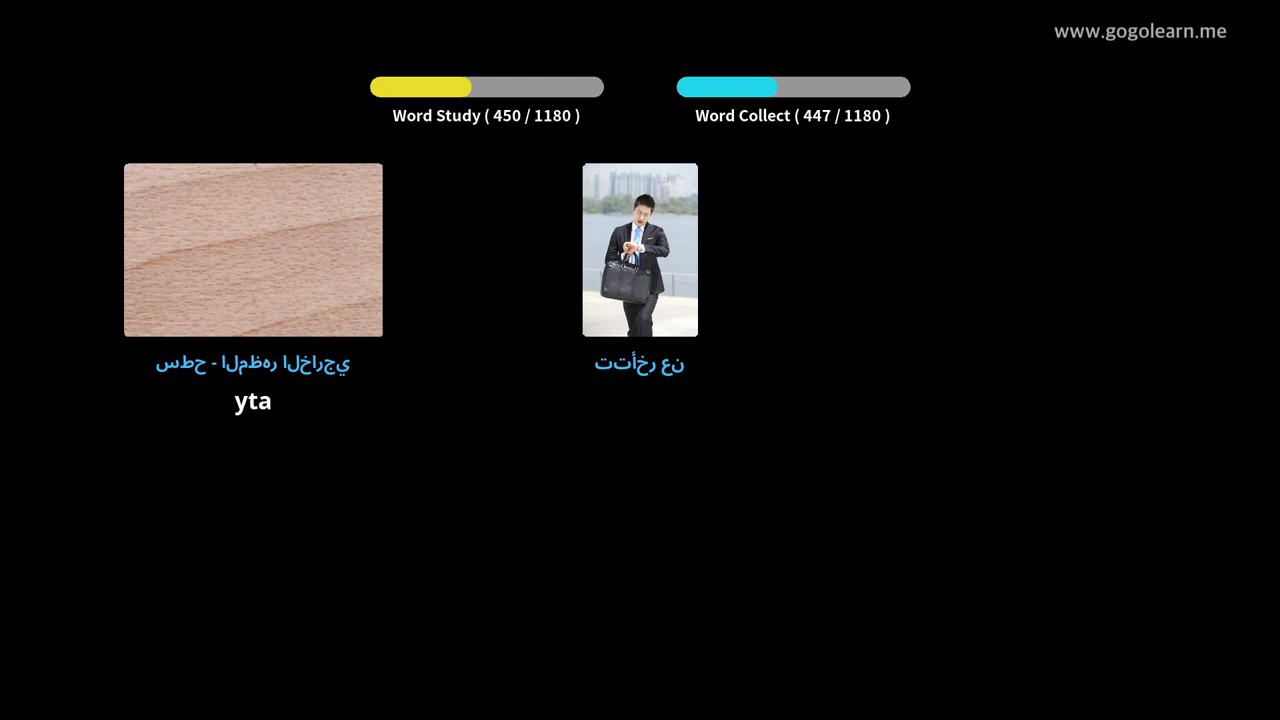 www.gogolearn.me
Word Study ( 450 / 1180 )
Word Collect ( 447 / 1180 )
سطح - المظهر الخارجي
yta
تتأخر عن